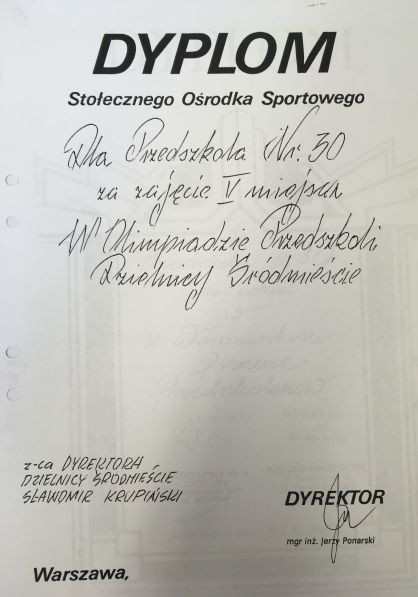 DYPLOM
Stołecznego Ośrodka Sportowego
Dla Przedszkola Nr. 30
za zajęcie V miejsca
W Olimpiadzie Przedszkoli
Dzielnicy Śródmieście
z-ca DYREKTORA
DZIELNICY ŚRÓDMIEŚCIE
SŁAWOMIR KRUPIŃSKI
DYREKTOR
mgr inż. Jerzy Ponarski
Warszawa,